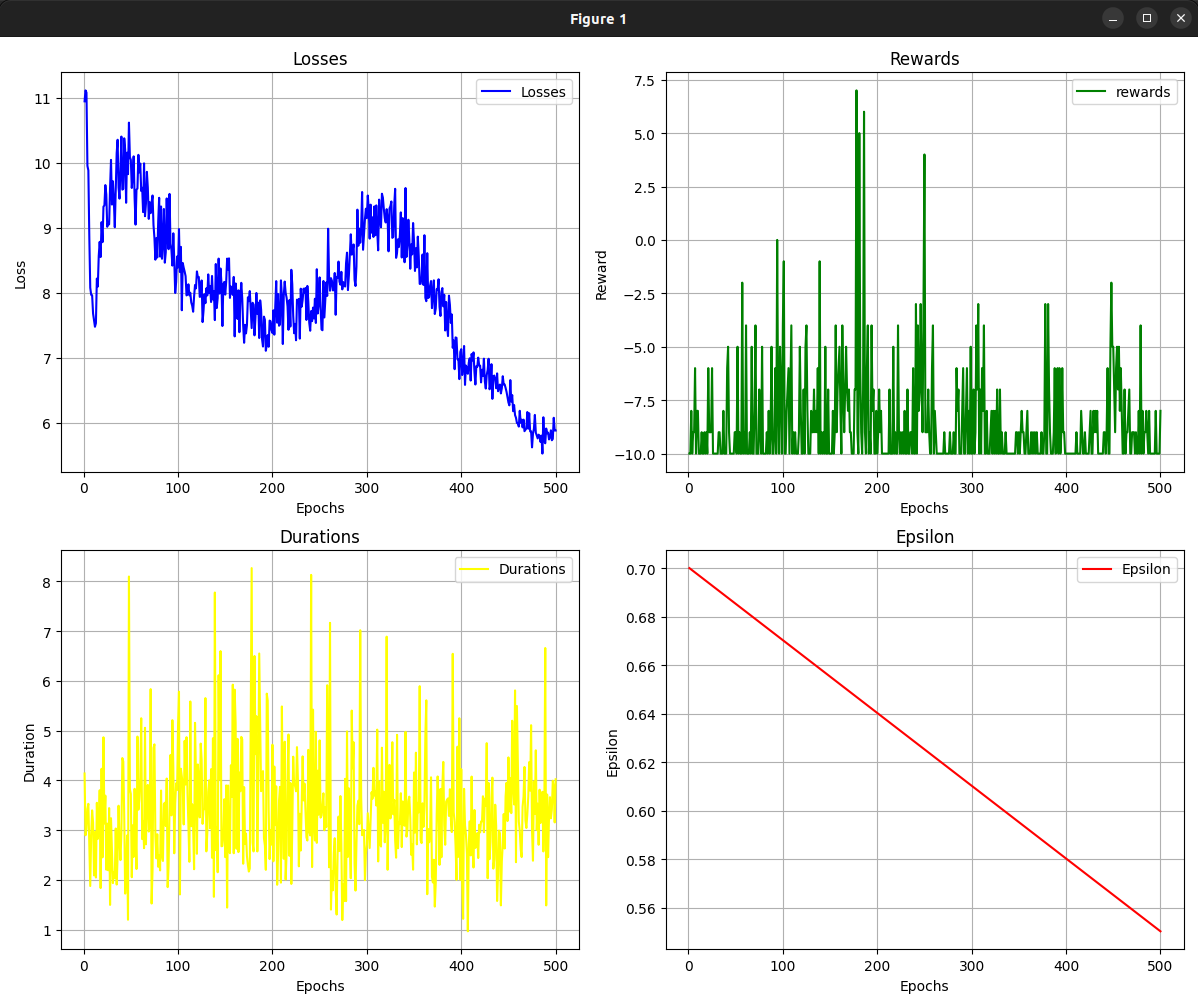 Figure 1
Losses
Losses
11
10
9
8
7
6
Loss
0 100 200 300 400 500
Epochs
Rewards
rewards
7.5
5.0
2.5
0.0
−2.5
−5.0
−7.5
−10.0
Reward
0 100 200 300 400 500
Epochs
Durations
Durations
8
7
6
5
4
3
2
1
Duration
0 100 200 300 400 500
Epochs
Epsilon
Epsilon
0.70
0.68
0.66
0.64
0.62
0.60
0.58
0.56
Epsilon
0 100 200 300 400 500
Epochs